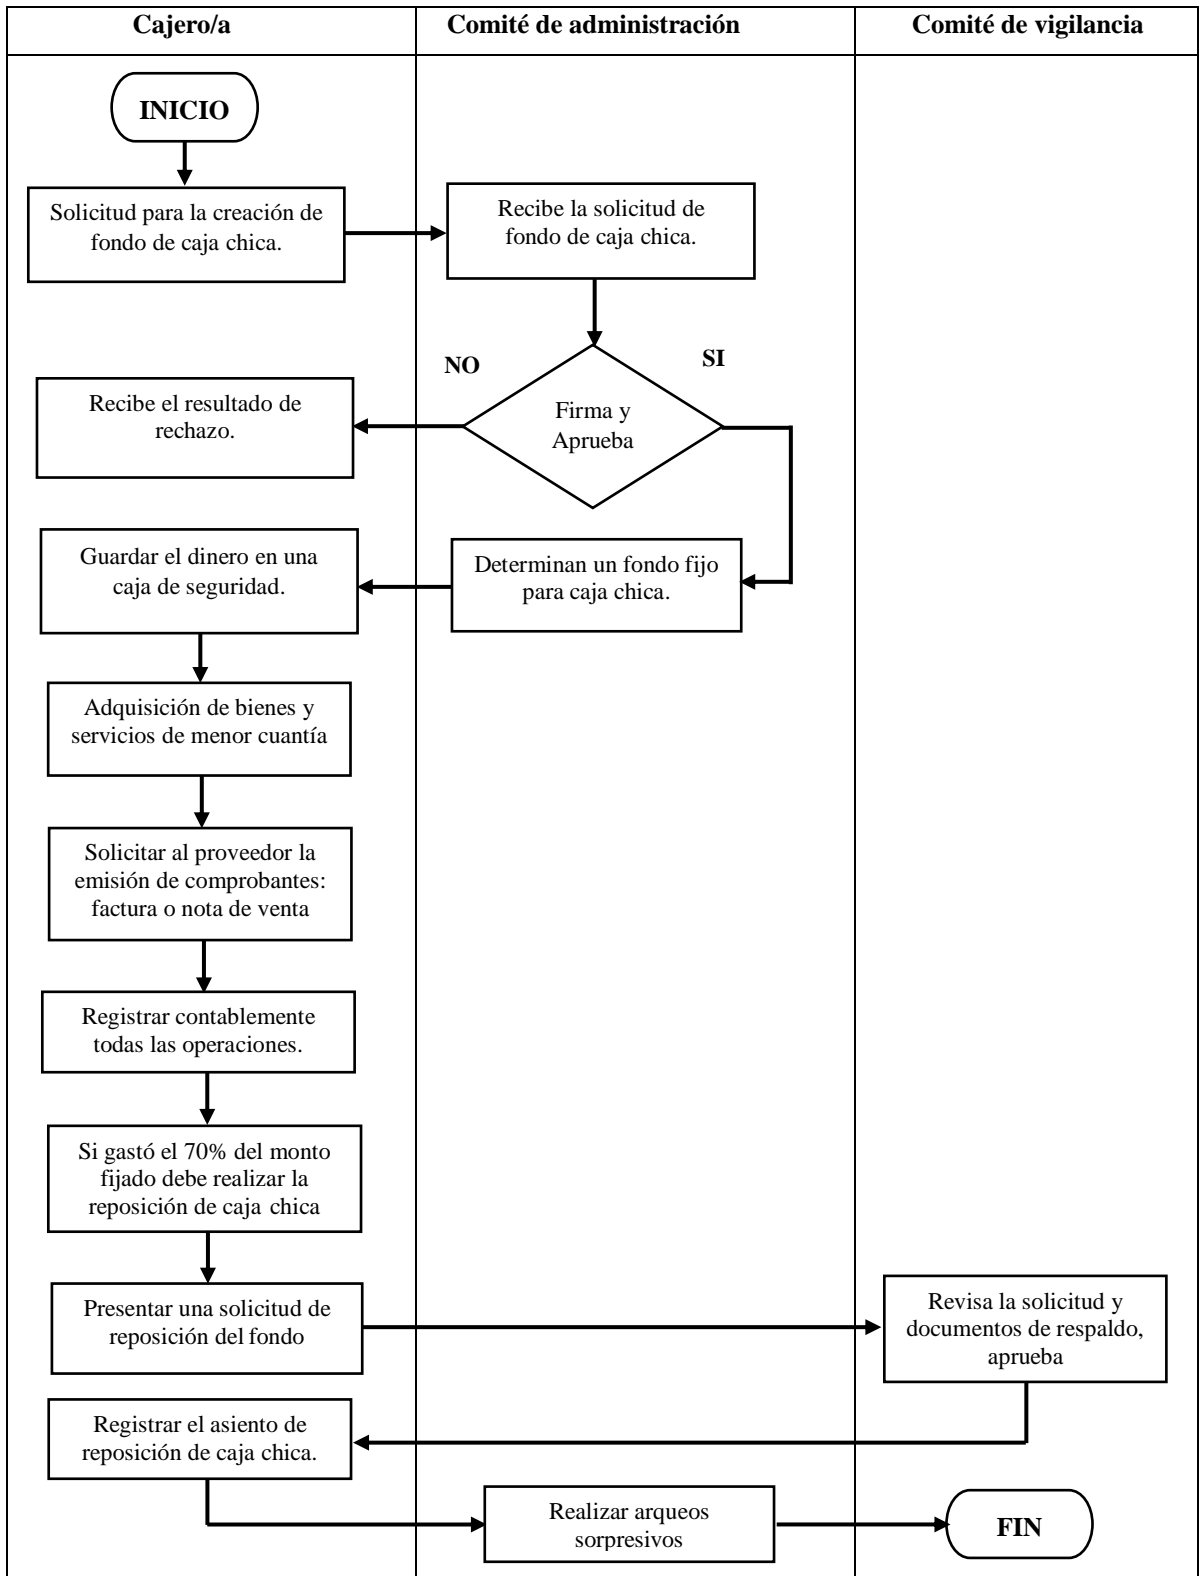 Cajero/a
Comité de administración
Comité de vigilancia
INICIO
Solicitud para la creación de
fondo de caja chica.
Recibe la solicitud de
fondo de caja chica.
NO
SI
Firma y
Aprueba
Recibe el resultado de
rechazo.
Determinan un fondo fijo
para caja chica.
Guardar el dinero en una
caja de seguridad.
Adquisición de bienes y
servicios de menor cuantía
Solicitar al proveedor la
emisión de comprobantes:
factura o nota de venta
Registrar contablemente
todas las operaciones.
Si gastó el 70% del monto
fijado debe realizar la
reposición de caja chica
Presentar una solicitud de
reposición del fondo
Revisa la solicitud y
documentos de respaldo,
aprueba
Registrar el asiento de
reposición de caja chica.
Realizar arqueos
sorpresivos
FIN